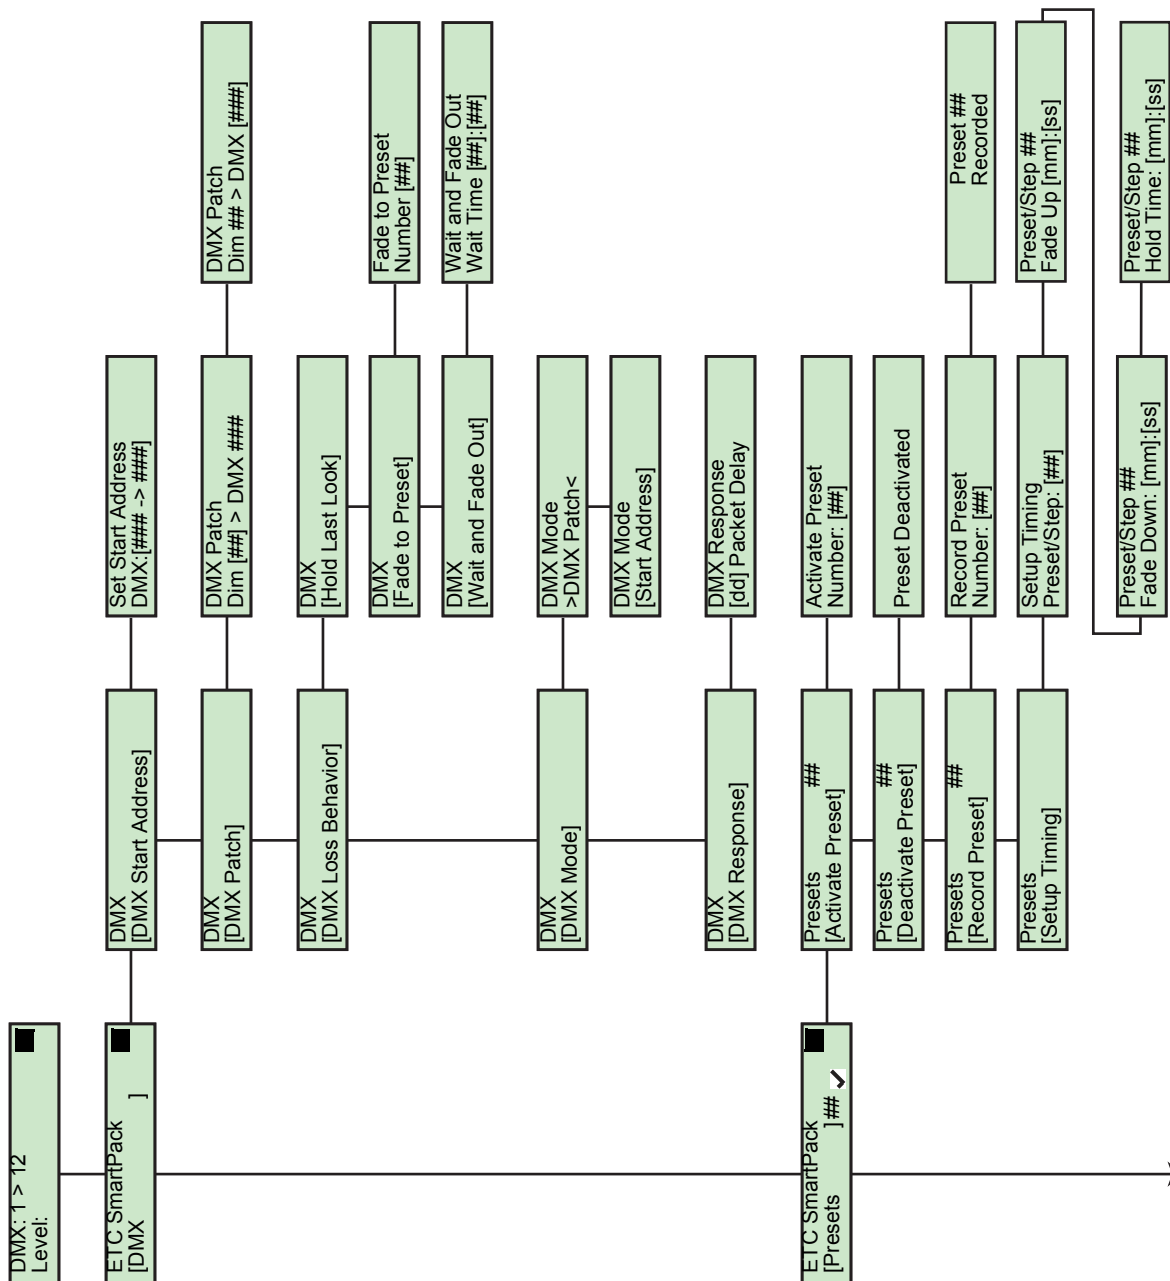 DMX: 1 > 12
Level:
ETC SmartPack
[DMX ]
DMX
[DMX Start Address]
Set Start Address
DMX:[### -> ###]
DMX
[DMX Patch]
DMX Patch
Dim [##] > DMX ###
DMX Patch
Dim ## > DMX [###]
DMX
[DMX Loss Behavior]
DMX
[Hold Last Look]
DMX
[Fade to Preset]
Fade to Preset
Number [##]
DMX
[Wait and Fade Out]
Wait and Fade Out
Wait Time [##]:[##]
DMX
[DMX Mode]
DMX Mode
>DMX Patch<
DMX Mode
[Start Address]
DMX
[DMX Response]
DMX Response
[dd] Packet Delay
ETC SmartPack
[Presets ]## ✓
Presets ##
[Activate Preset]
Activate Preset
Number: [##]
Presets ##
[Deactivate Preset]
Preset Deactivated
Presets ##
[Record Preset]
Record Preset
Number: [##]
Preset ##
Recorded
Presets
[Setup Timing]
Setup Timing
Preset/Step: [##]
Preset/Step ##
Fade Up [mm]:[ss]
Preset/Step ##
Fade Down: [mm]:[ss]
Preset/Step ##
Hold Time: [mm]:[ss]